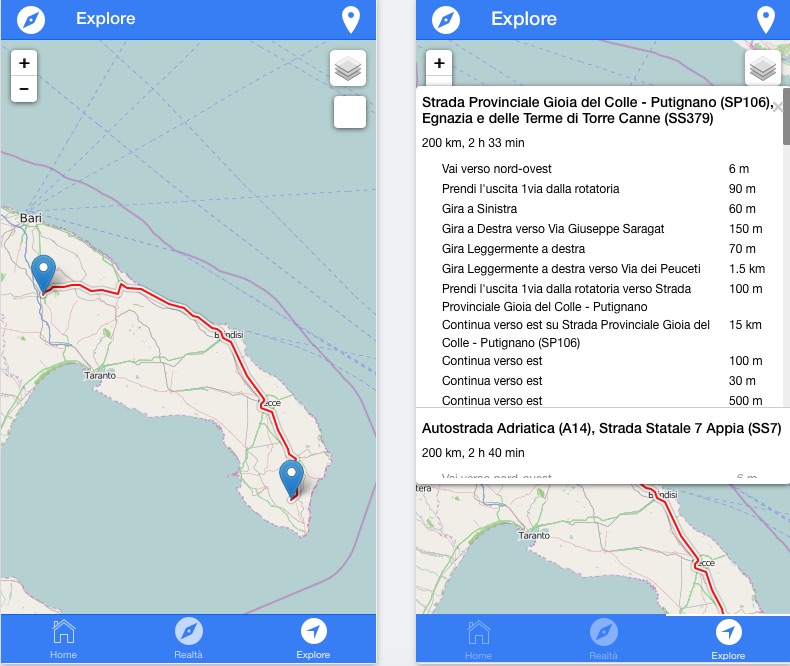 Explore
+
−
Bari
Brindisi
Taranto
Lecce
Home
Realtà
Explore
Explore
+
Strada Provinciale Gioia del Colle - Putignano (SP106),
Egnazia e delle Terme di Torre Canne (SS379)
200 km, 2 h 33 min
Vai verso nord-ovest 6 m
Prendi l'uscita 1via dalla rotatoria 90 m
Gira a Sinistra 60 m
Gira a Destra verso Via Giuseppe Saragat 150 m
Gira Leggermente a destra 70 m
Gira Leggermente a destra verso Via dei Peuceti 1.5 km
Prendi l'uscita 1via dalla rotatoria verso Strada 100 m
Provinciale Gioia del Colle - Putignano
Continua verso est su Strada Provinciale Gioia del 15 km
Colle - Putignano (SP106)
Continua verso est 100 m
Continua verso est 30 m
Continua verso est 500 m
Autostrada Adriatica (A14), Strada Statale 7 Appia (SS7)
200 km, 2 h 40 min
Vai verso nord-ovest 6 m
tera
Brindisi
Taranto
Lecce
Home
Realtà
Explore